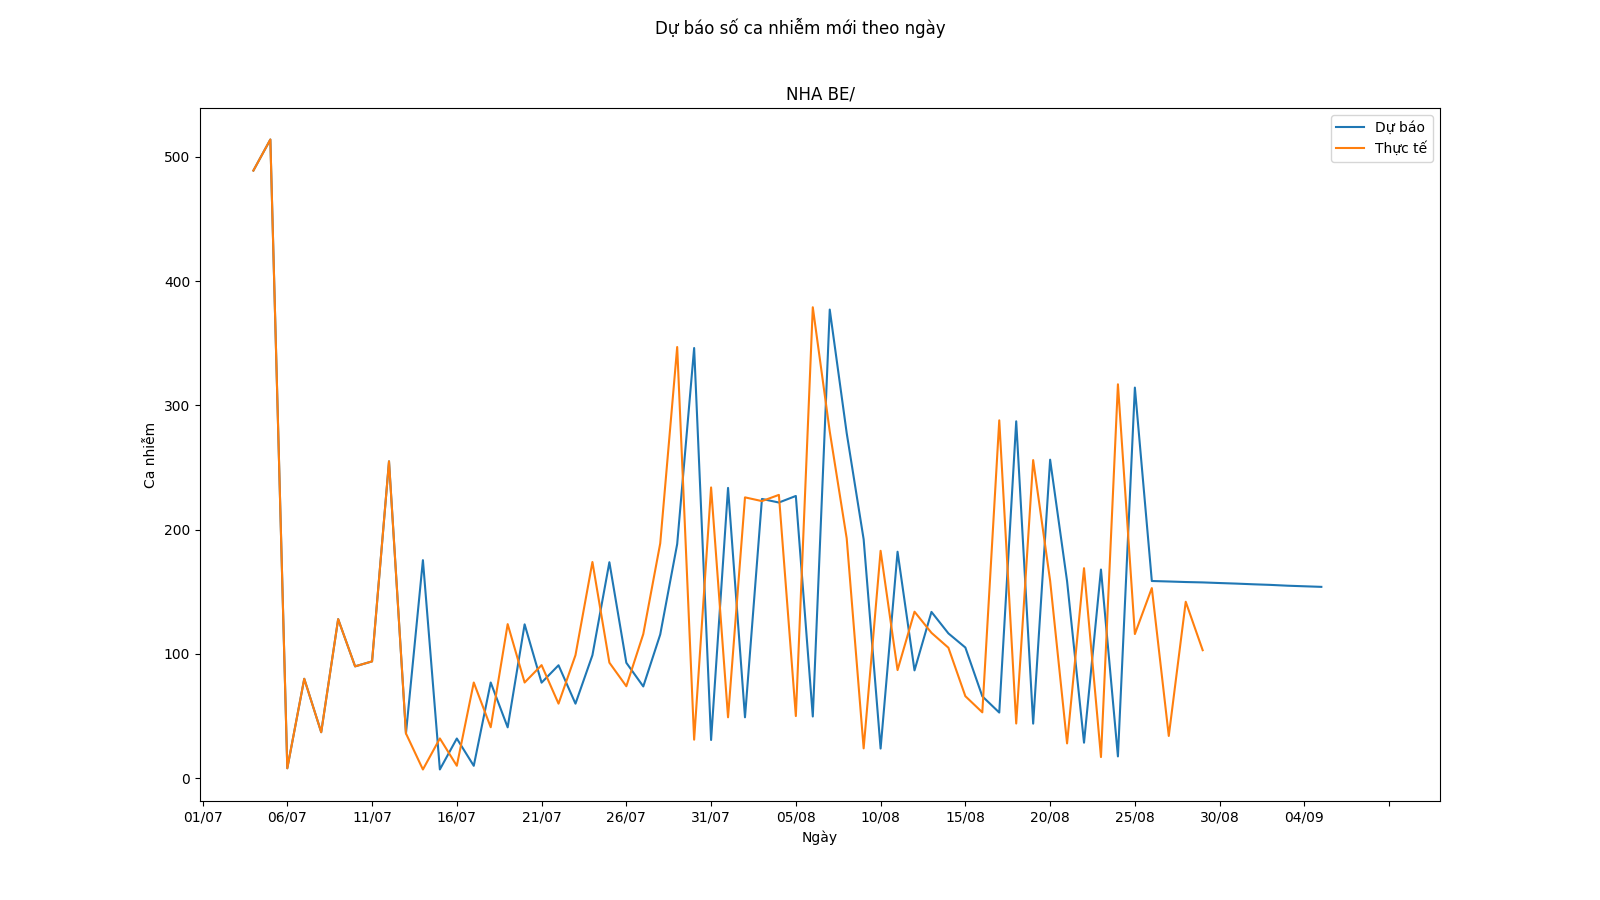 Dự báo số ca nhiễm mới theo ngày
NHA BE/
Dự báo
Thực tế
500
400
300
200
100
0
Ca nhiễm
01/07 06/07 11/07 16/07 21/07 26/07 31/07 05/08 10/08 15/08 20/08 25/08 30/08 04/09
Ngày